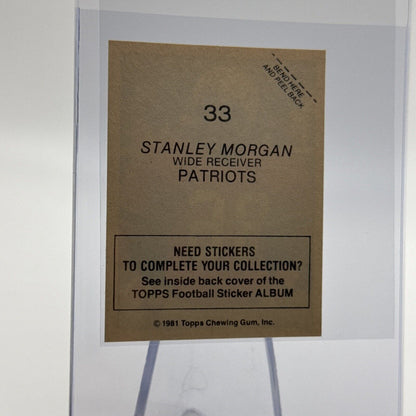 BEND HERE
AND PEEL BACK
33
STANLEY MORGAN
WIDE RECEIVER
PATRIOTS
NEED STICKERS
TO COMPLETE YOUR COLLECTION?
See inside back cover of the
TOPPS Football Sticker ALBUM
© 1981 Topps Chewing Gum, Inc.